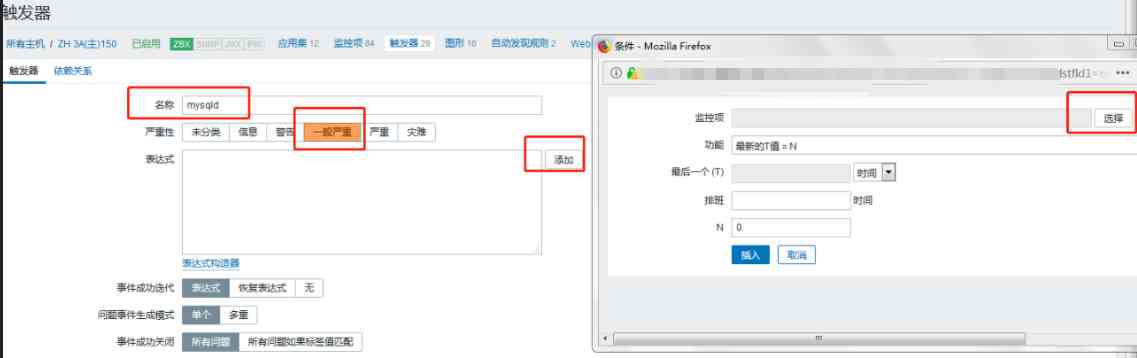 触发器
所有主机 / ZH 3A(主)150 已启用 ZBX SNMP JMX IPMI 应用集 12 监控项 84 触发器 29 图形 10 自动发现规则 2 Web
触发器 依赖关系
名称 mysqld
严重性 未分类 信息 警告 一般严重 严重 灾难
表达式 添加
表达式构造器
事件成功迭代 表达式 恢复表达式 无
问题事件生成模式 单个 多重
事件成功关闭 所有问题 所有问题如果标签值匹配
条件 - Mozilla Firefox
监控项 选择
功能 最新的T值 = N
最后一个 (T) 时间
排班 时间
N 0
插入 取消